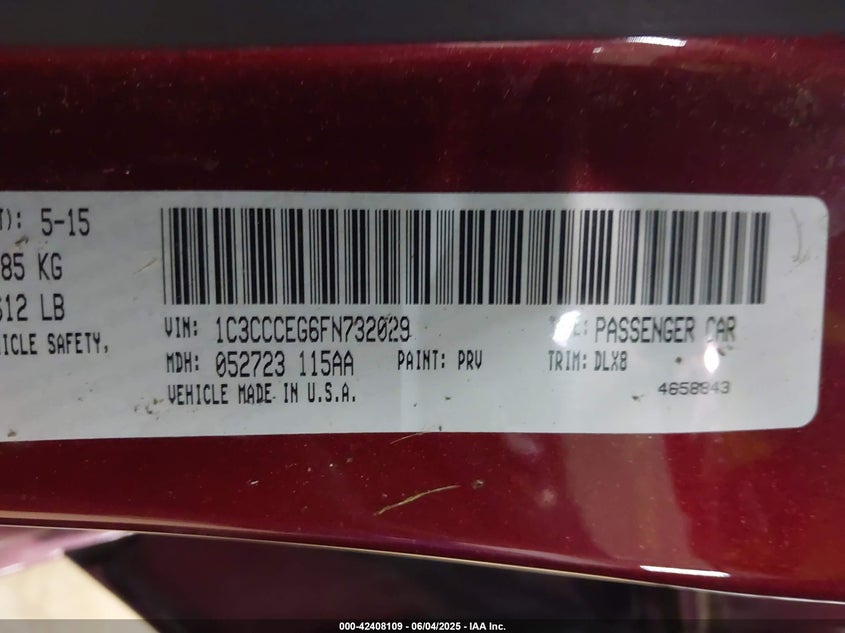 T): 5-15
85 KG
612 LB
ICLE SAFETY,
VIN: 1C3CCCEG6FN732029 TYPE: PASSENGER CAR
MDH: 052723 115AA PAINT: PRV TRIM: DLX8
VEHICLE MADE IN U.S.A. 4658843
000-42408109 - 06/04/2025 - IAA Inc.